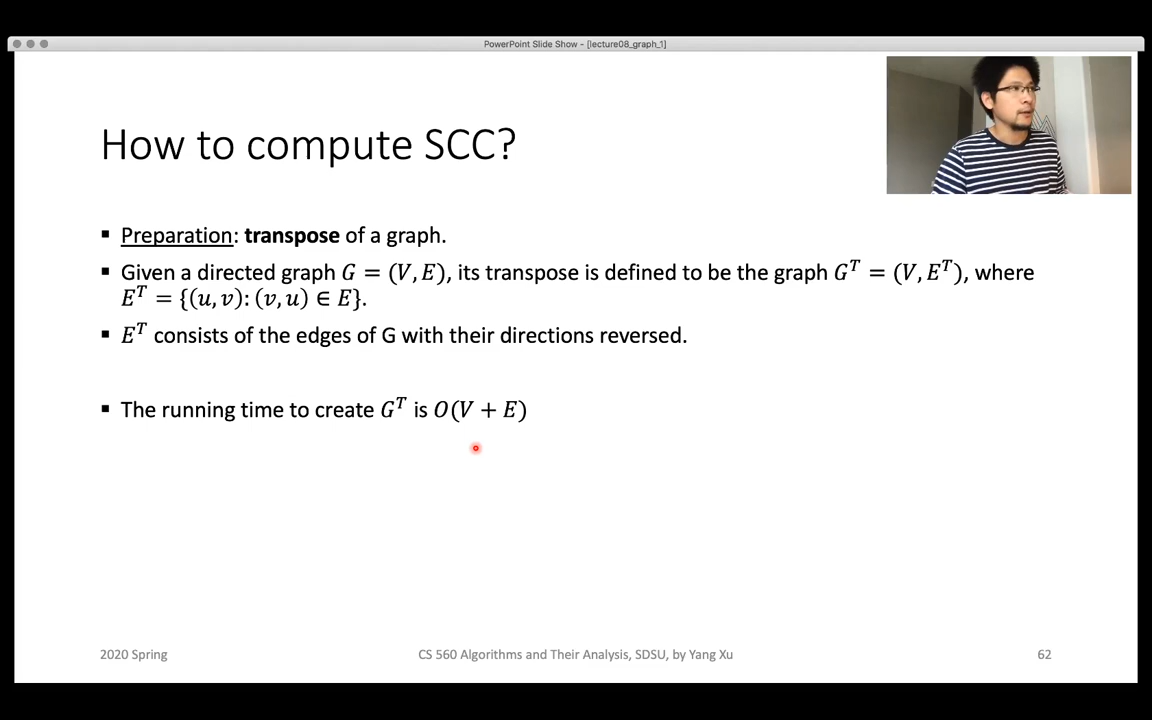 PowerPoint Slide Show - [lecture08_graph_1]
How to compute SCC?
▪ Preparation: transpose of a graph.
▪ Given a directed graph G = (V, E), its transpose is defined to be the graph Gᵀ = (V, Eᵀ), where
Eᵀ = {(u, v): (v, u) ∈ E}.
▪ Eᵀ consists of the edges of G with their directions reversed.
▪ The running time to create Gᵀ is O(V + E)
2020 Spring
CS 560 Algorithms and Their Analysis, SDSU, by Yang Xu
62